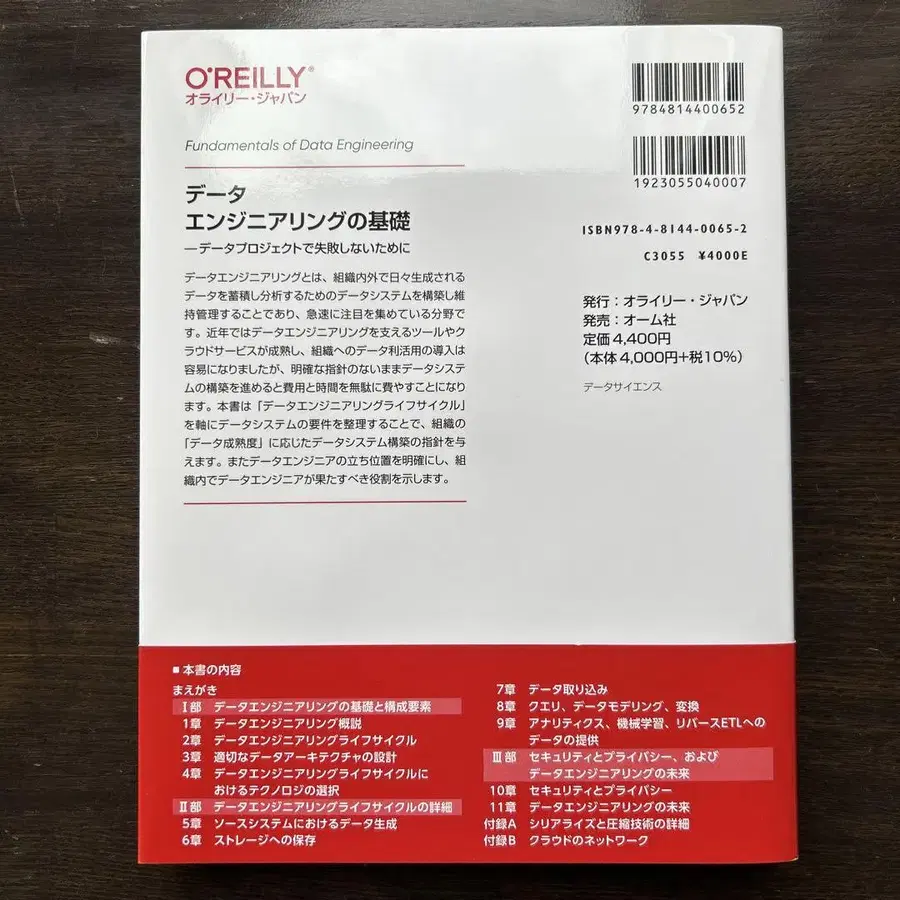 O'REILLY®
オライリー・ジャパン
Fundamentals of Data Engineering
データ
エンジニアリングの基礎
―データプロジェクトで失敗しないために
データエンジニアリングとは、組織内外で日々生成される
データを蓄積し分析するためのデータシステムを構築し維
持管理することであり、急速に注目を集めている分野で
す。近年ではデータエンジニアリングを支えるツールやク
ラウドサービスが成熟し、組織へのデータ利活用の導入は
容易になりましたが、明確な指針のないままデータシステ
ムの構築を進めると費用と時間を無駄に費やすことになり
ます。本書は「データエンジニアリングライフサイクル」
を軸にデータシステムの要件を整理することで、組織の
「データ成熟度」に応じたデータシステム構築の指針を与
えます。またデータエンジニアの立ち位置を明確にし、組
織内でデータエンジニアが果たすべき役割を示します。
9784814400652
1923055040007
ISBN978-4-8144-0065-2
C3055 ¥4000E
発行：オライリー・ジャパン
発売：オーム社
定価4,400円
（本体4,000円+税10%）
データサイエンス
■ 本書の内容
まえがき
Ⅰ部 データエンジニアリングの基礎と構成要素
1章 データエンジニアリング概説
2章 データエンジニアリングライフサイクル
3章 適切なデータアーキテクチャの設計
4章 データエンジニアリングライフサイクルに
おけるテクノロジの選択
Ⅱ部 データエンジニアリングライフサイクルの詳細
5章 ソースシステムにおけるデータ生成
6章 ストレージへの保存
7章 データ取り込み
8章 クエリ、データモデリング、変換
9章 アナリティクス、機械学習、リバースETLへの
データの提供
Ⅲ部 セキュリティとプライバシー、および
データエンジニアリングの未来
10章 セキュリティとプライバシー
11章 データエンジニアリングの未来
付録A シリアライズと圧縮技術の詳細
付録B クラウドのネットワーク